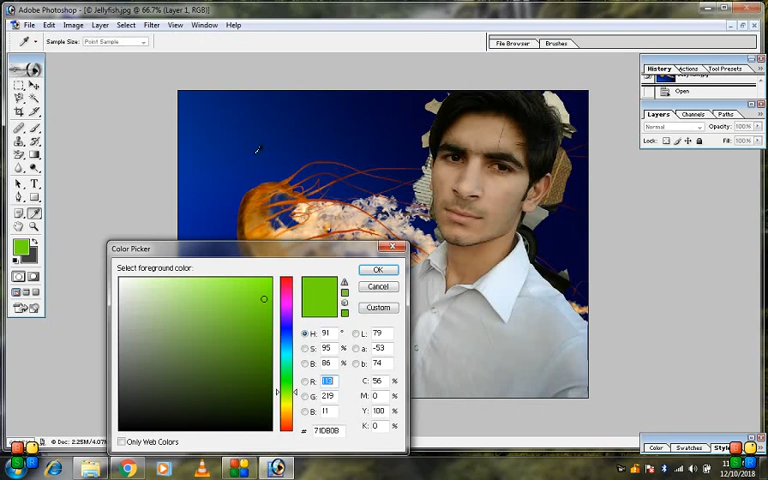 Adobe Photoshop - [© Jellyfish.jpg @ 66.7% (Layer 1, RGB)]
File Edit Image Layer Select Filter View Window Help
Sample Size: Print Sample
File Browser Brushes
History Actions Tool Presets
Open
Layers Channels Paths
Normal Opacity: 100%
Lock: Fill: 100%
Color Picker
Select foreground color:
OK
Cancel
Custom
H: 91 ° L: 79
S: 95 % a: -53
B: 86 % b: 74
R: 113 C: 56 %
G: 219 M: 0 %
B: 11 Y: 100 %
# 71DB0B K: 0 %
Only Web Colors
Doc: 2.25M/4.07
Color Swatches
12/10/2018